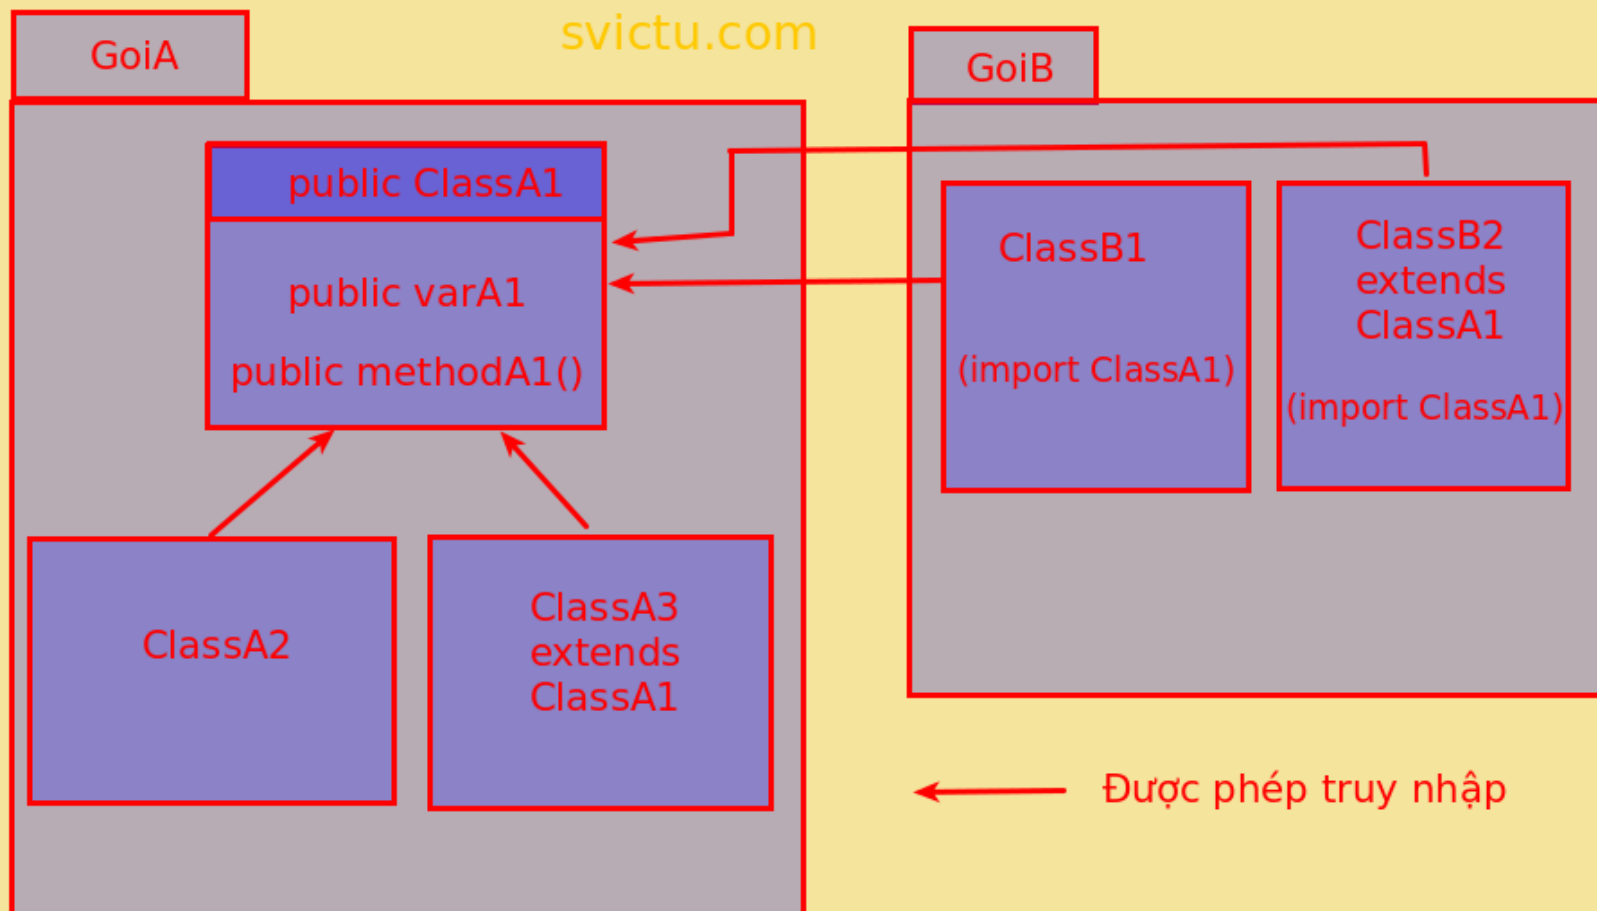 svictu.com
GoiA
public ClassA1
public varA1
public methodA1()
ClassA2
ClassA3
extends
ClassA1
GoiB
ClassB1
(import ClassA1)
ClassB2
extends
ClassA1
(import ClassA1)
Được phép truy nhập